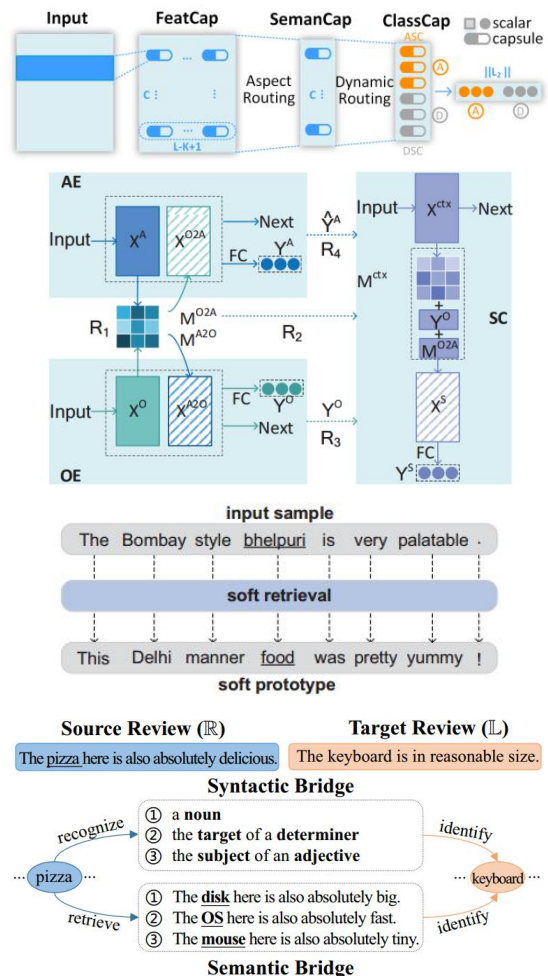 Input
FeatCap
SemanCap
ClassCap
scalar
capsule
ASC
C
Aspect
Routing
C
Dynamic
Routing
A
D
||L2 ||
A
D
L-K+1
DSC
AE
Input
X^A
X^O2A
Next
FC
Y^A
Ŷ^A
R4
Input
X^ctx
Next
M^ctx
R1
M^O2A
M^A2O
R2
+
Y^O
+
M^O2A
SC
Input
X^O
X^A2O
FC
Y^O
Next
Y^O
R3
X^S
FC
Y^S
OE
input sample
The Bombay style bhelpuri is very palatable .
soft retrieval
This Delhi manner food was pretty yummy !
soft prototype
Source Review (ℝ)
Target Review (𝕃)
The pizza here is also absolutely delicious.
The keyboard is in reasonable size.
Syntactic Bridge
① a noun
② the target of a determiner
③ the subject of an adjective
recognize
identify
... pizza ...
... keyboard ...
retrieve
identify
① The disk here is also absolutely big.
② The OS here is also absolutely fast.
③ The mouse here is also absolutely tiny.
Semantic Bridge